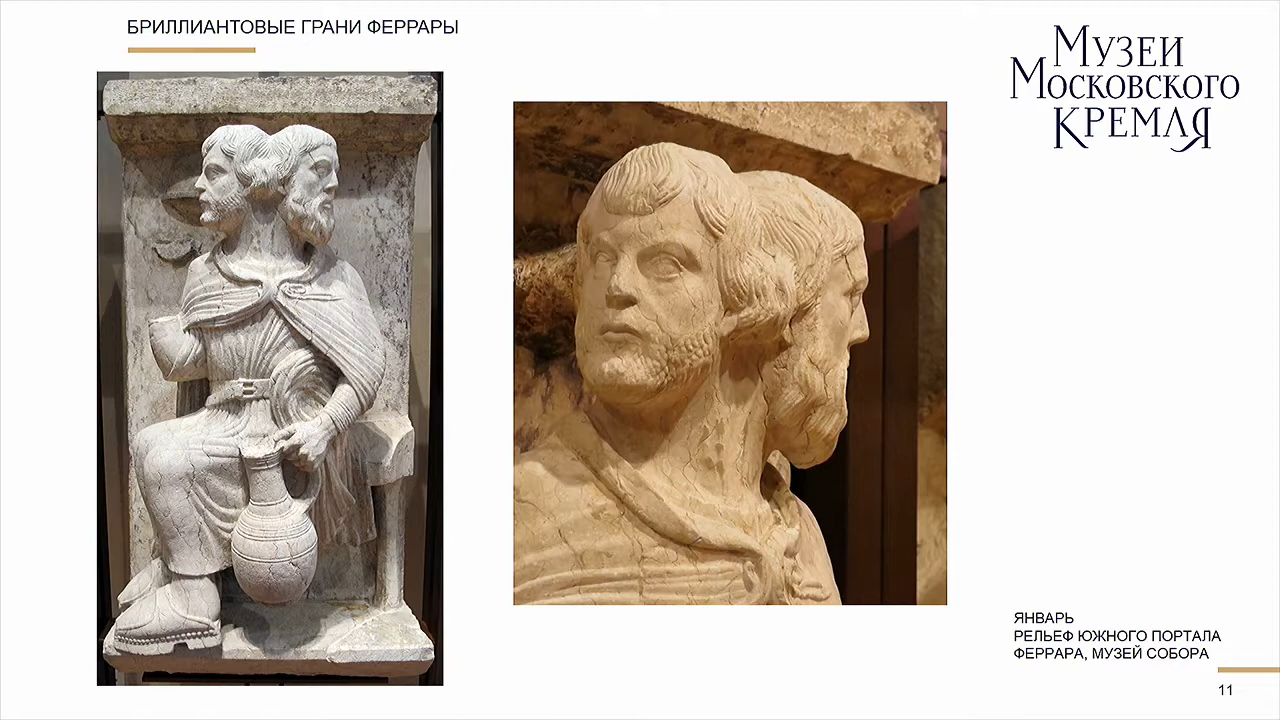 БРИЛЛИАНТОВЫЕ ГРАНИ ФЕРРАРЫ
МУЗЕИ
МОСКОВСКОГО
КРЕМЛЯ
ЯНВАРЬ
РЕЛЬЕФ ЮЖНОГО ПОРТАЛА
ФЕРРАРА, МУЗЕЙ СОБОРА
11